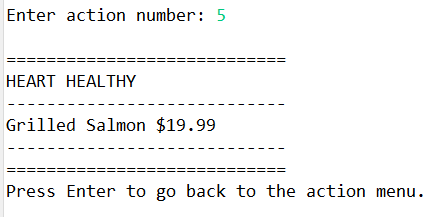 Enter action number: 5
============================
HEART HEALTHY
----------------------------
Grilled Salmon $19.99
----------------------------
============================
Press Enter to go back to the action menu.